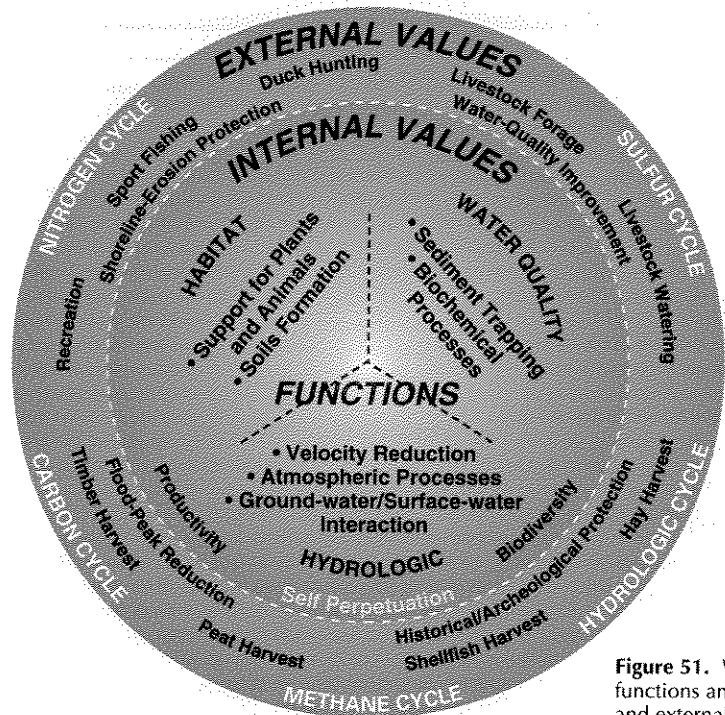 EXTERNAL VALUES
Duck Hunting
Livestock Forage
Water-Quality Improvement
Sport Fishing
Shoreline-Erosion Protection
NITROGEN CYCLE
SULFUR CYCLE
INTERNAL VALUES
HABITAT
• Support for Plants
and Animals
• Soils Formation
WATER QUALITY
• Sediment Trapping
• Biochemical
Processes
Livestock Watering
Recreation
FUNCTIONS
• Velocity Reduction
• Atmospheric Processes
• Ground-water/Surface-water
Interaction
HYDROLOGIC
Productivity
Biodiversity
Self Perpetuation
Flood-Peak Reduction
Timber Harvest
CARBON CYCLE
Peat Harvest
Historical/Archeological Protection
Shellfish Harvest
Hay Harvest
HYDROLOGIC CYCLE
METHANE CYCLE
Figure 51.
functions an
and external